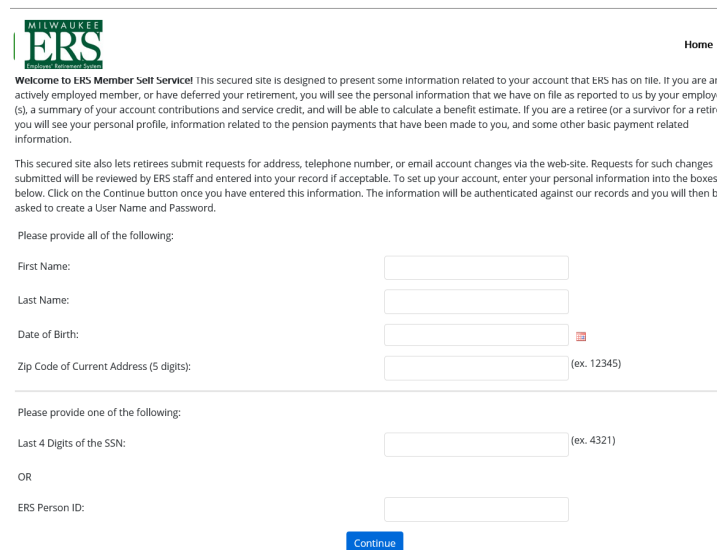 MILWAUKEE
ERS
Employes' Retirement System
Home
Welcome to ERS Member Self Service! This secured site is designed to present some information related to your account that ERS has on file. If you are an
actively employed member, or have deferred your retirement, you will see the personal information that we have on file as reported to us by your employ
(s), a summary of your account contributions and service credit, and will be able to calculate a benefit estimate. If you are a retiree (or a survivor for a retire
you will see your personal profile, information related to the pension payments that have been made to you, and some other basic payment related
information.
This secured site also lets retirees submit requests for address, telephone number, or email account changes via the web-site. Requests for such changes
submitted will be reviewed by ERS staff and entered into your record if acceptable. To set up your account, enter your personal information into the boxes
below. Click on the Continue button once you have entered this information. The information will be authenticated against our records and you will then b
asked to create a User Name and Password.
Please provide all of the following:
First Name:
Last Name:
Date of Birth:
Zip Code of Current Address (5 digits):
(ex. 12345)
Please provide one of the following:
Last 4 Digits of the SSN:
(ex. 4321)
OR
ERS Person ID:
Continue